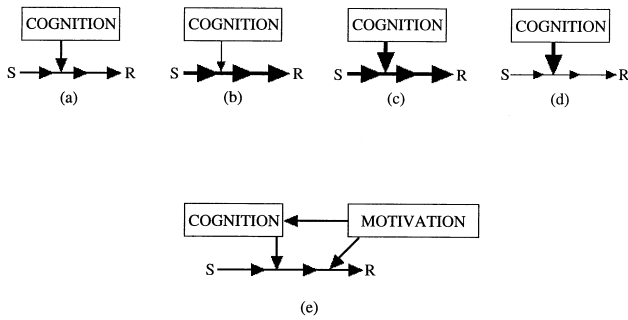 COGNITION COGNITION COGNITION COGNITION
S R S R S R S R
(a) (b) (c) (d)
COGNITION MOTIVATION
S R
(e)